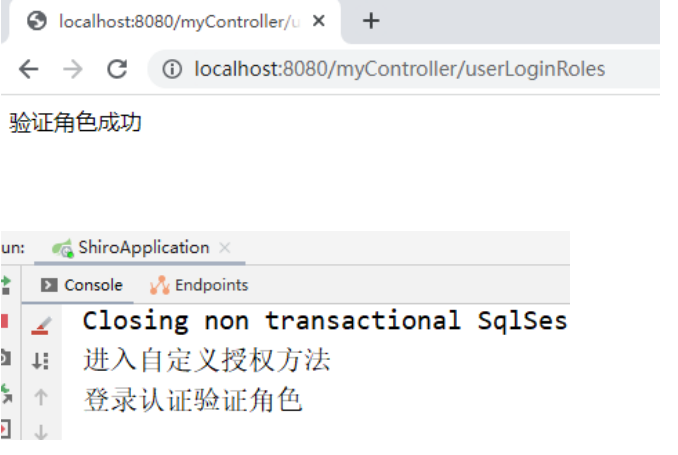 localhost:8080/myController/u
localhost:8080/myController/userLoginRoles
验证角色成功
un: ShiroApplication
Console Endpoints
Closing non transactional SqlSes
进入自定义授权方法
登录认证验证角色